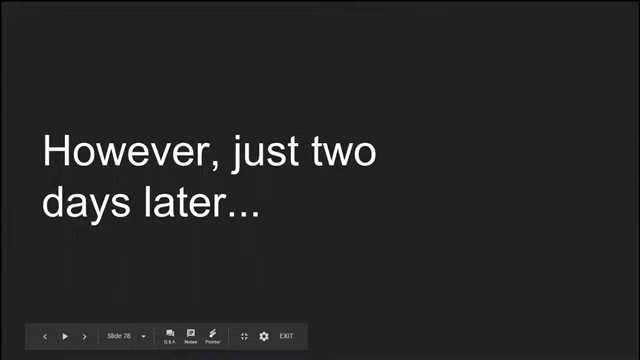 However, just two
days later...
Slide 78
Q & A
Notes
Pointer
EXIT